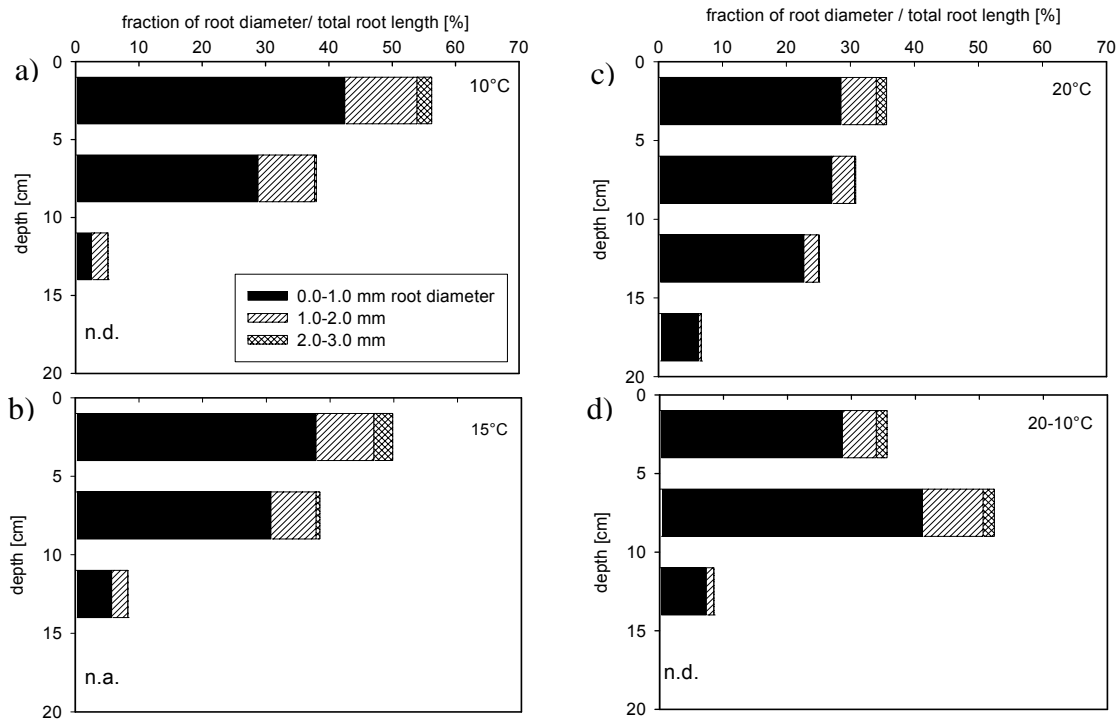 fraction of root diameter/ total root length [%]
0 10 20 30 40 50 60 70
a)
10°C
0
5
10
15
20
depth [cm]
0.0-1.0 mm root diameter
1.0-2.0 mm
2.0-3.0 mm
n.d.
b)
15°C
0
5
10
15
20
depth [cm]
n.a.
fraction of root diameter / total root length [%]
0 10 20 30 40 50 60 70
c)
20°C
0
5
10
15
20
depth [cm]
d)
20-10°C
0
5
10
15
20
depth [cm]
n.d.